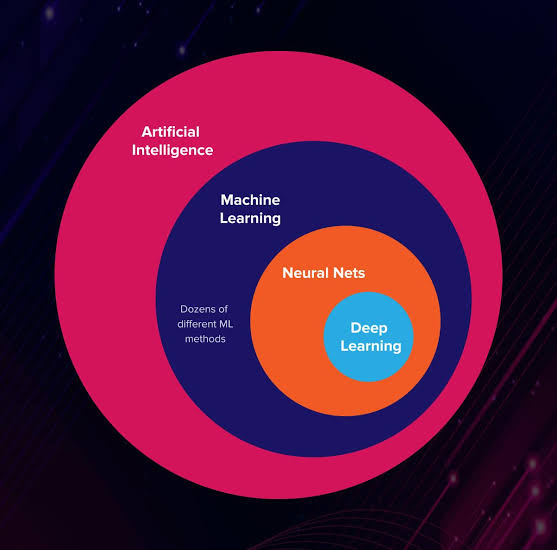 Artificial
Intelligence
Machine
Learning
Neural Nets
Dozens of
different ML
methods
Deep
Learning